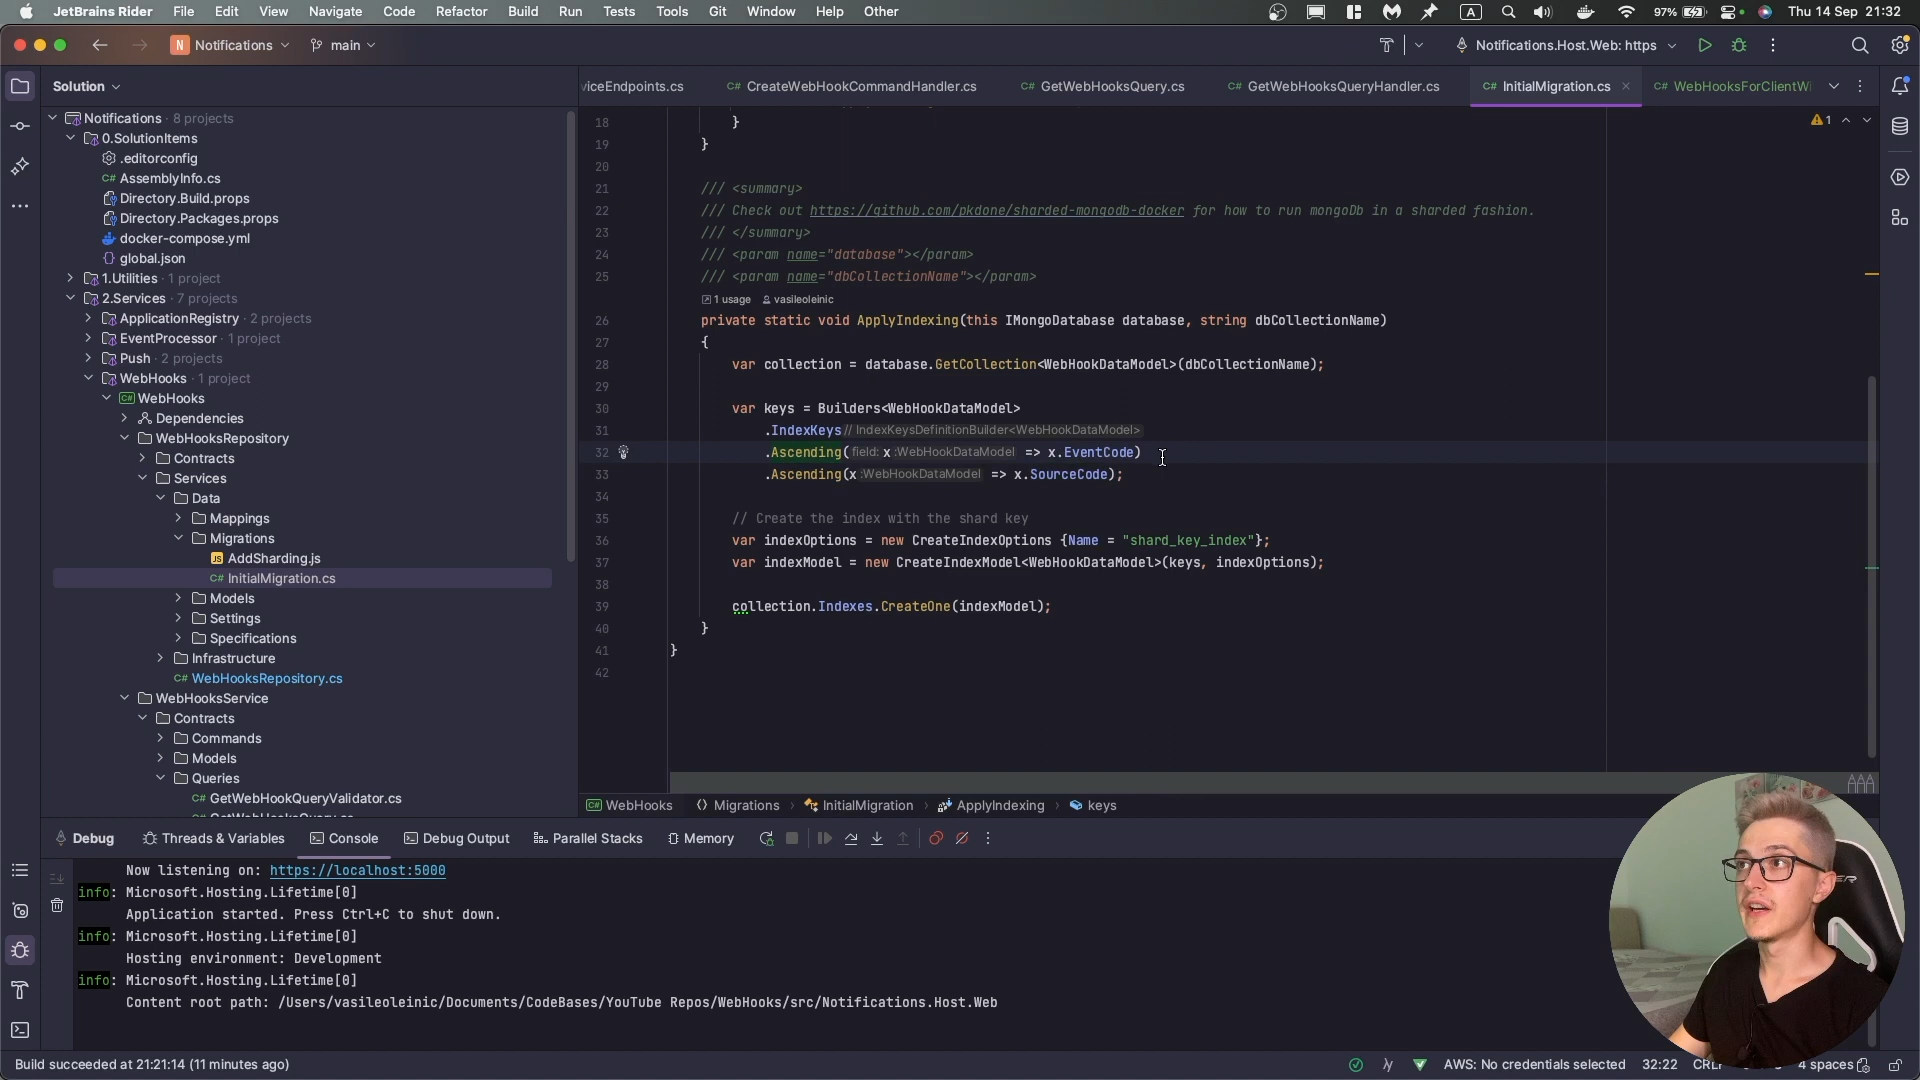 JetBrains Rider File Edit View Navigate Code Refactor Build Run Tests Tools Git Window Help Other A 97% Thu 14 Sep 21:32
N Notifications main Notifications.Host.Web: https
Solution
viceEndpoints.cs C# CreateWebHookCommandHandler.cs C# GetWebHooksQuery.cs C# GetWebHooksQueryHandler.cs C# InitialMigration.cs C# WebHooksForClientWi
Notifications · 8 projects
0.SolutionItems
.editorconfig
C# AssemblyInfo.cs
Directory.Build.props
Directory.Packages.props
docker-compose.yml
{} global.json
1.Utilities · 1 project
2.Services · 7 projects
ApplicationRegistry · 2 projects
EventProcessor · 1 project
Push · 2 projects
WebHooks · 1 project
C# WebHooks
Dependencies
WebHooksRepository
Contracts
Services
Data
Mappings
Migrations
JS AddSharding.js
C# InitialMigration.cs
Models
Settings
Specifications
Infrastructure
C# WebHooksRepository.cs
WebHooksService
Contracts
Commands
Models
Queries
C# GetWebHookQueryValidator.cs
1
18 }
19 }
20
21 /// <summary>
22 /// Check out https://github.com/pkdone/sharded-mongodb-docker for how to run mongoDb in a sharded fashion.
23 /// </summary>
24 /// <param name="database"></param>
25 /// <param name="dbCollectionName"></param>
1 usage vasileoleinic
26 private static void ApplyIndexing(this IMongoDatabase database, string dbCollectionName)
27 {
28 var collection = database.GetCollection<WebHookDataModel>(dbCollectionName);
29
30 var keys = Builders<WebHookDataModel>
31 .IndexKeys // IndexKeysDefinitionBuilder<WebHookDataModel>
32 .Ascending( field: x :WebHookDataModel => x.EventCode)
33 .Ascending(x :WebHookDataModel => x.SourceCode);
34
35 // Create the index with the shard key
36 var indexOptions = new CreateIndexOptions {Name = "shard_key_index"};
37 var indexModel = new CreateIndexModel<WebHookDataModel>(keys, indexOptions);
38
39 collection.Indexes.CreateOne(indexModel);
40 }
41 }
42
C# WebHooks Migrations InitialMigration ApplyIndexing keys
Debug Threads & Variables Console Debug Output Parallel Stacks Memory
Now listening on: https://localhost:5000
info: Microsoft.Hosting.Lifetime[0]
Application started. Press Ctrl+C to shut down.
info: Microsoft.Hosting.Lifetime[0]
Hosting environment: Development
info: Microsoft.Hosting.Lifetime[0]
Content root path: /Users/vasileoleinic/Documents/CodeBases/YouTube Repos/WebHooks/src/Notifications.Host.Web
Build succeeded at 21:21:14 (11 minutes ago) AWS: No credentials selected 32:22 4 spaces